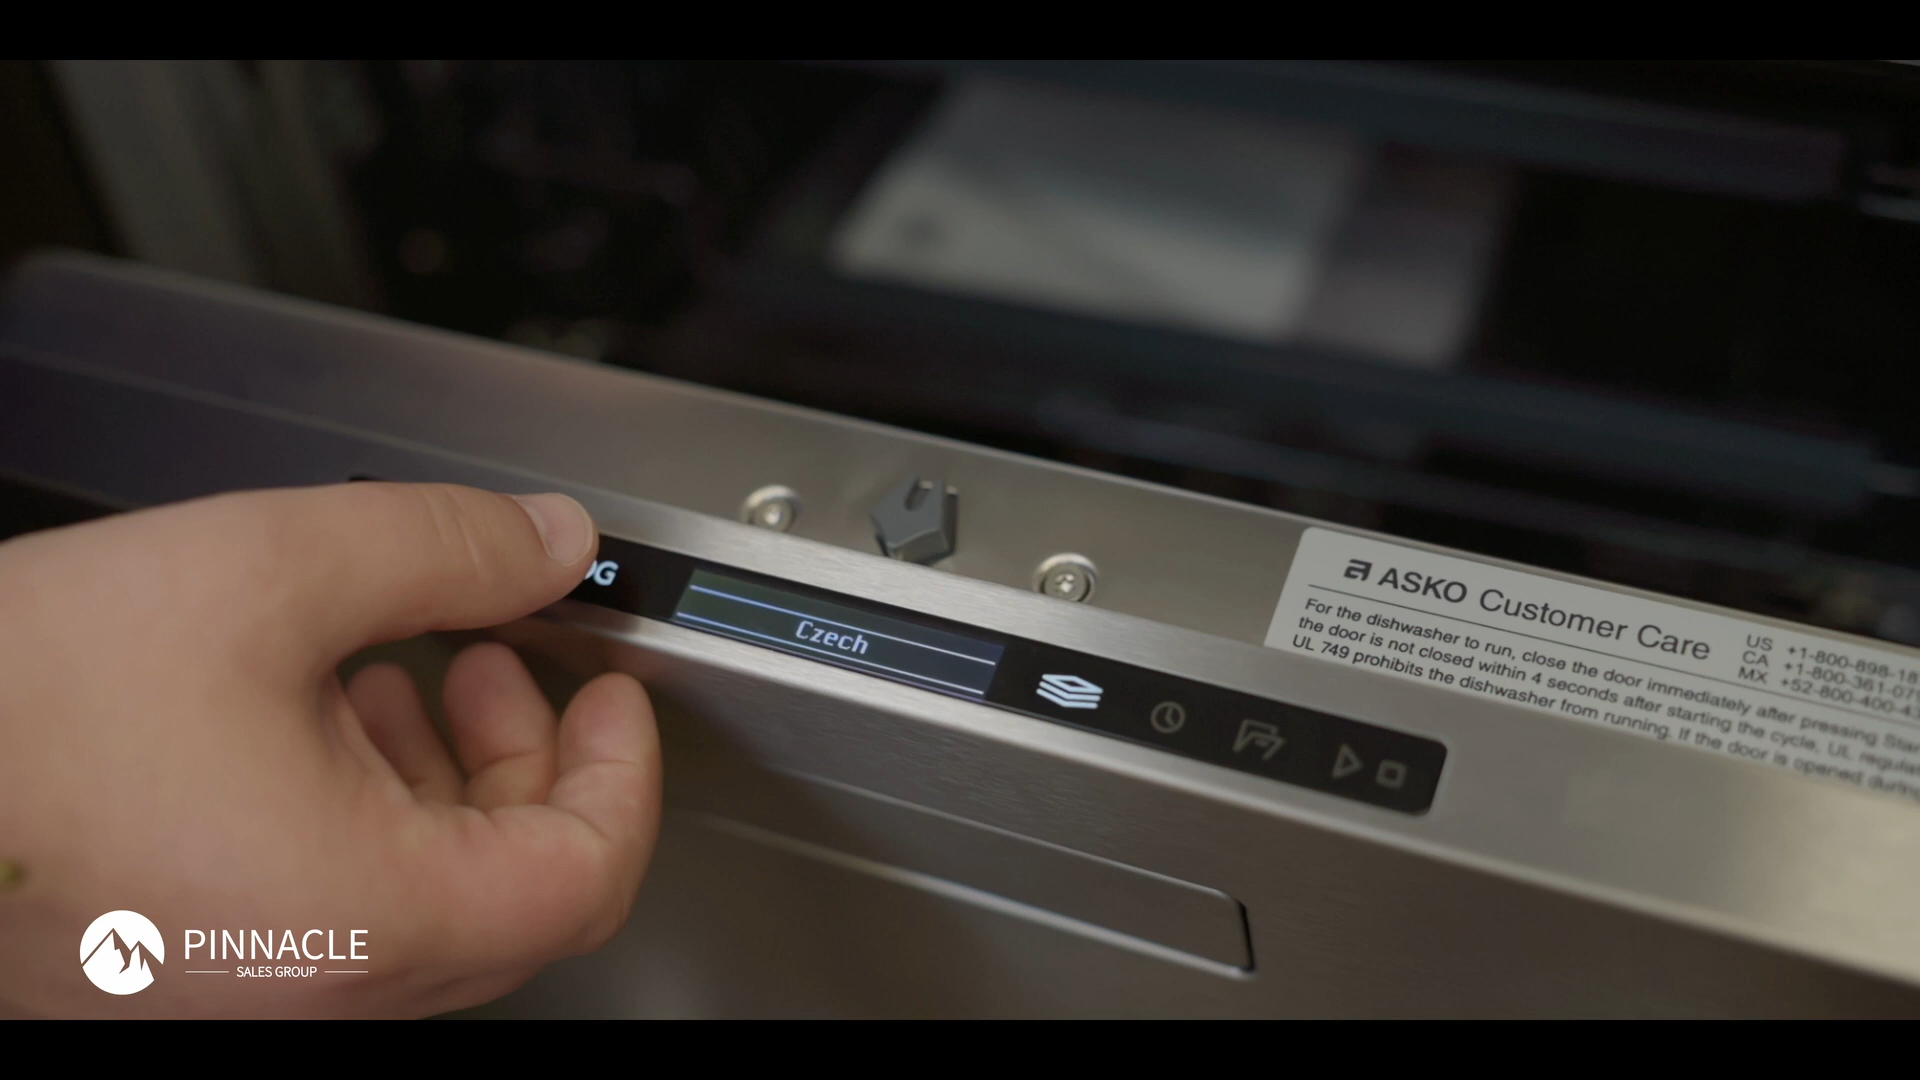 OG
Czech
ASKO Customer Care
For the dishwasher to run, close the door immediately after pressing
the door is not closed within 4 seconds after starting the cycle, UL
UL 749 prohibits the dishwasher from running. If the door is opened
US +1-800-898-18
CA +1-800-361-07
MX +52-800-400-4
PINNACLE
SALES GROUP